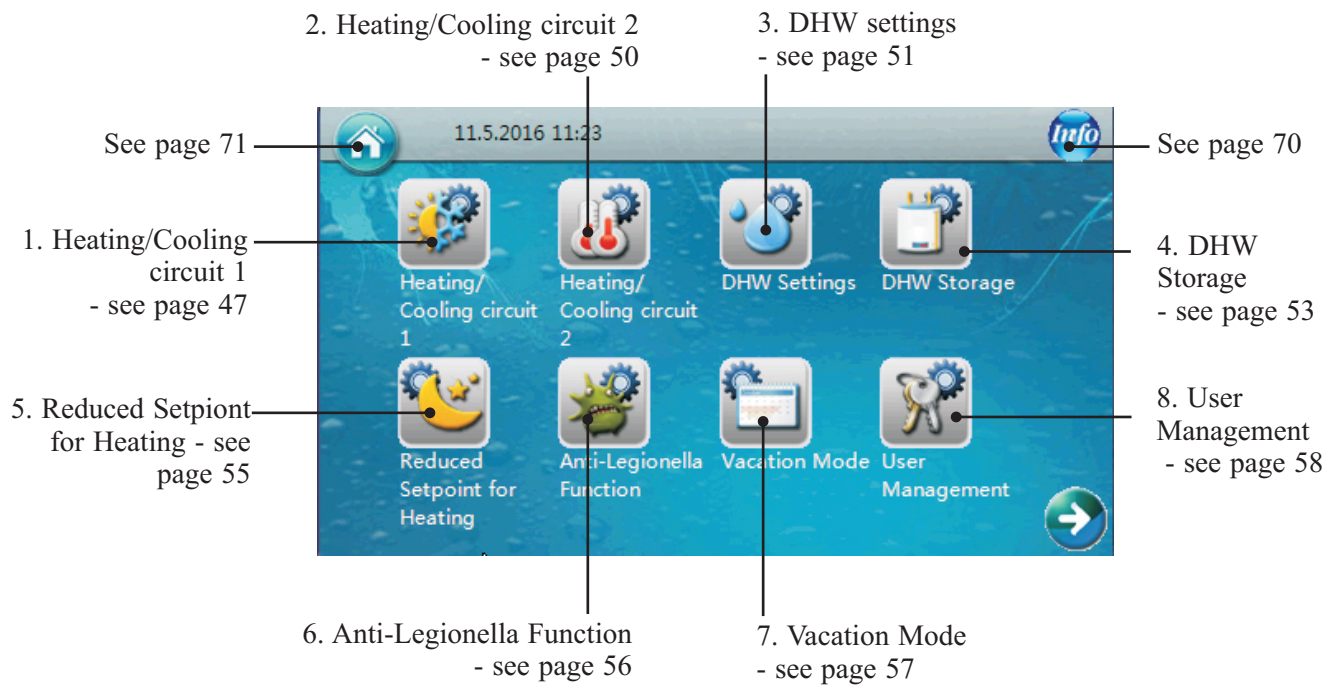 2. Heating/Cooling circuit 2
- see page 50
3. DHW settings
- see page 51
See page 71
11.5.2016 11:23
Info
See page 70
1. Heating/Cooling
circuit 1
- see page 47
Heating/
Cooling circuit
1
Heating/
Cooling circuit
2
DHW Settings
DHW Storage
4. DHW
Storage
- see page 53
5. Reduced Setpiont
for Heating - see
page 55
Reduced
Setpoint for
Heating
Anti-Legionella
Function
Vacation Mode
User
Management
8. User
Management
- see page 58
6. Anti-Legionella Function
- see page 56
7. Vacation Mode
- see page 57